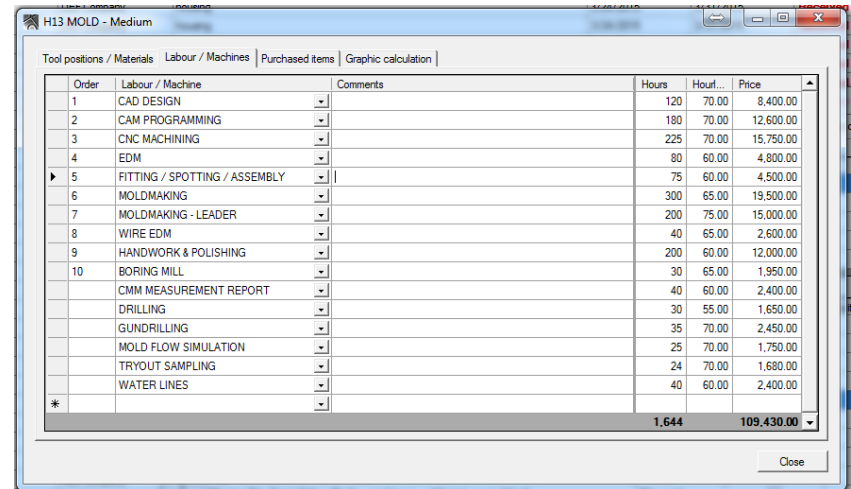 H13 MOLD - Medium
Tool positions / Materials Labour / Machines Purchased items Graphic calculation
Order Labour / Machine Comments Hours Hourl... Price
1 CAD DESIGN 120 70.00 8,400.00
2 CAM PROGRAMMING 180 70.00 12,600.00
3 CNC MACHINING 225 70.00 15,750.00
4 EDM 80 60.00 4,800.00
5 FITTING / SPOTTING / ASSEMBLY 75 60.00 4,500.00
6 MOLDMAKING 300 65.00 19,500.00
7 MOLDMAKING - LEADER 200 75.00 15,000.00
8 WIRE EDM 40 65.00 2,600.00
9 HANDWORK & POLISHING 200 60.00 12,000.00
10 BORING MILL 30 65.00 1,950.00
CMM MEASUREMENT REPORT 40 60.00 2,400.00
DRILLING 30 55.00 1,650.00
GUNDRILLING 35 70.00 2,450.00
MOLD FLOW SIMULATION 25 70.00 1,750.00
TRYOUT SAMPLING 24 70.00 1,680.00
WATER LINES 40 60.00 2,400.00
1,644 109,430.00
Close